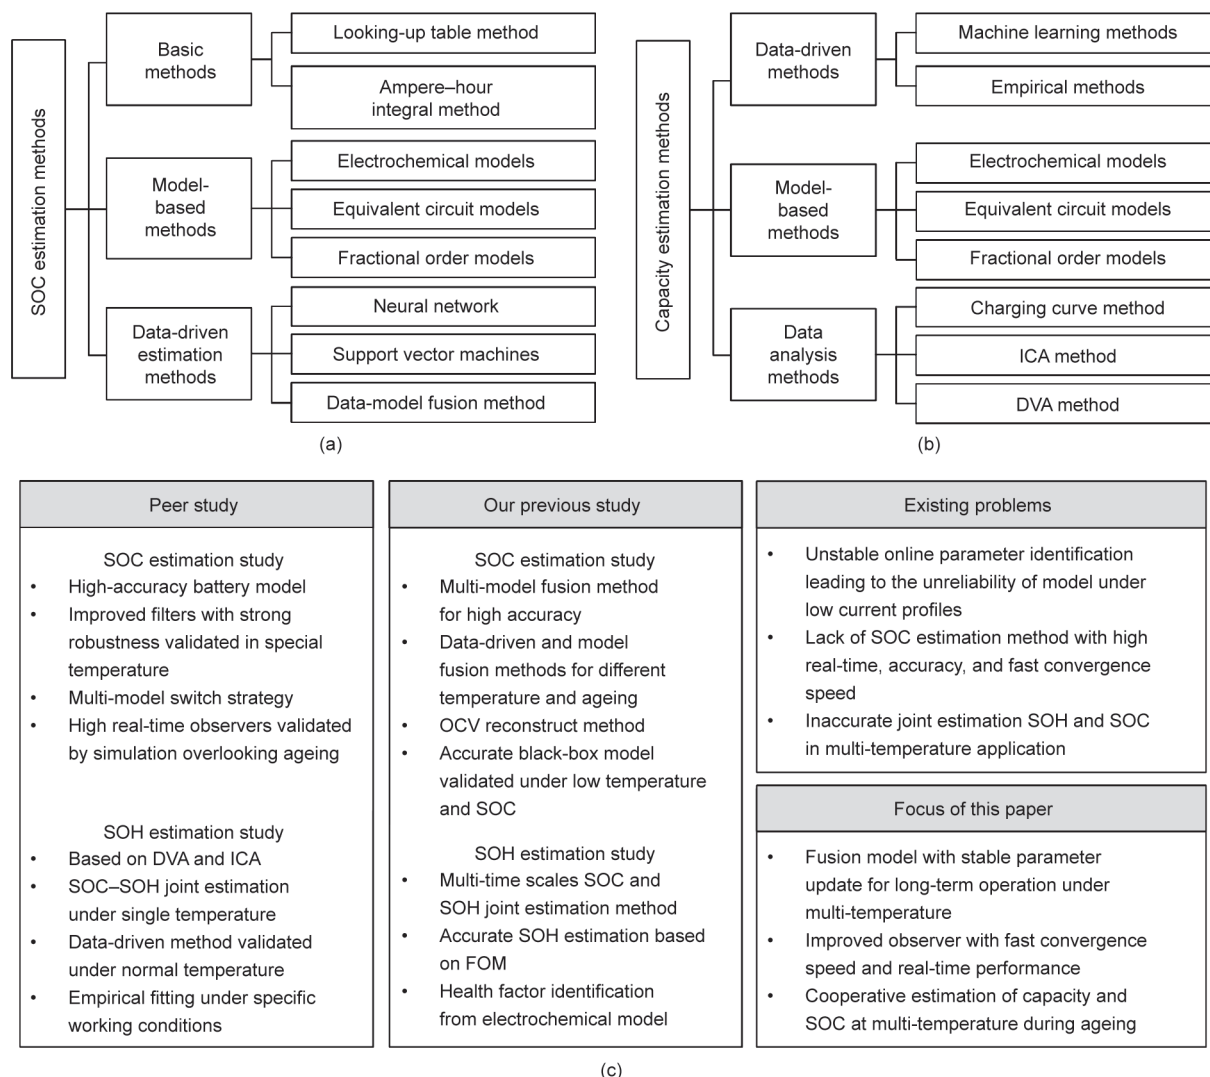 SOC estimation methods
Basic
methods
Looking-up table method
Ampere–hour
integral method
Model-
based
methods
Electrochemical models
Equivalent circuit models
Fractional order models
Data-driven
estimation
methods
Neural network
Support vector machines
Data-model fusion method
(a)
Capacity estimation methods
Data-driven
methods
Machine learning methods
Empirical methods
Model-
based
methods
Electrochemical models
Equivalent circuit models
Fractional order models
Data
analysis
methods
Charging curve method
ICA method
DVA method
(b)
Peer study
SOC estimation study
• High-accuracy battery model
• Improved filters with strong
robustness validated in special
temperature
• Multi-model switch strategy
• High real-time observers validated
by simulation overlooking ageing
SOH estimation study
• Based on DVA and ICA
• SOC–SOH joint estimation
under single temperature
• Data-driven method validated
under normal temperature
• Empirical fitting under specific
working conditions
Our previous study
SOC estimation study
• Multi-model fusion method
for high accuracy
• Data-driven and model
fusion methods for different
temperature and ageing
• OCV reconstruct method
• Accurate black-box model
validated under low temperature
and SOC
SOH estimation study
• Multi-time scales SOC and
SOH joint estimation method
• Accurate SOH estimation based
on FOM
• Health factor identification
from electrochemical model
Existing problems
• Unstable online parameter identification
leading to the unreliability of model under
low current profiles
• Lack of SOC estimation method with high
real-time, accuracy, and fast convergence
speed
• Inaccurate joint estimation SOH and SOC
in multi-temperature application
Focus of this paper
• Fusion model with stable parameter
update for long-term operation under
multi-temperature
• Improved observer with fast convergence
speed and real-time performance
• Cooperative estimation of capacity and
SOC at multi-temperature during ageing
(c)